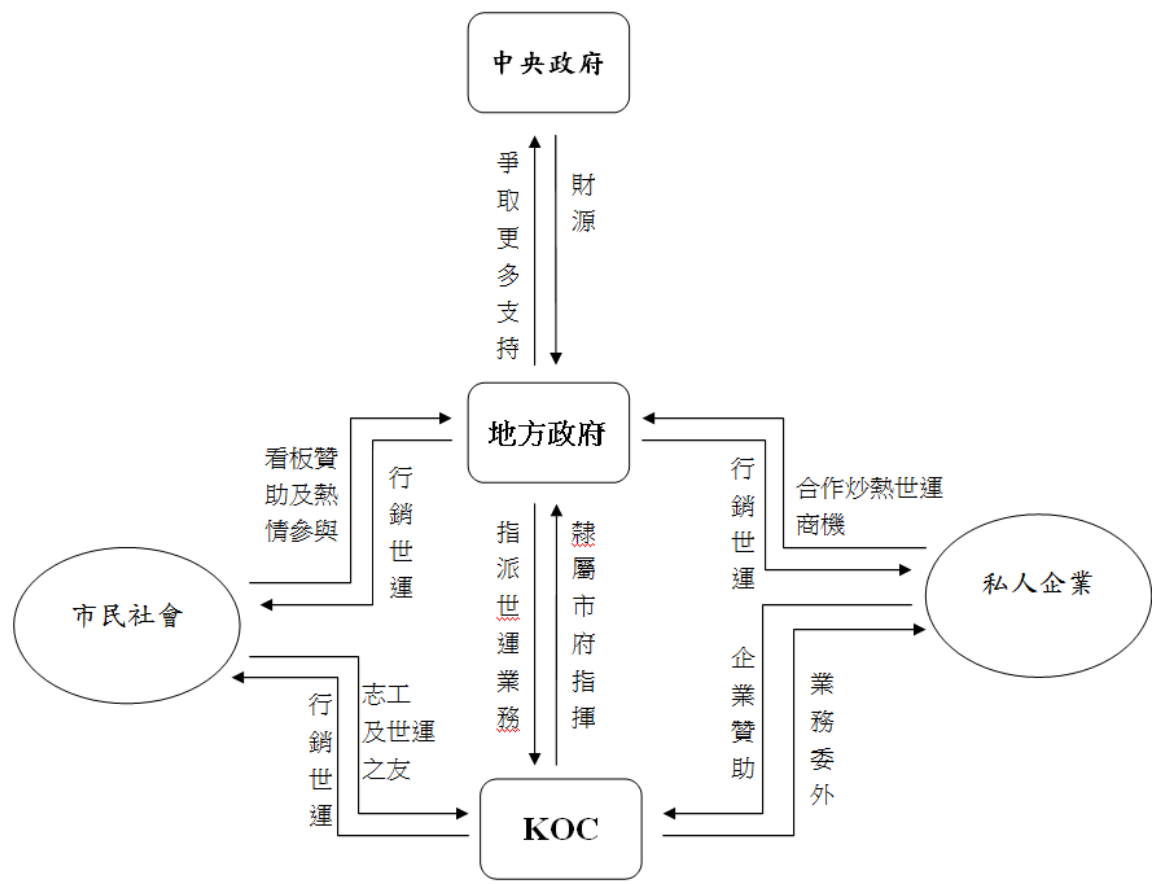 中央政府
爭取更多支持
財源
地方政府
看板贊
助及熱
情參與
行銷世運
行銷世運
合作炒熱世運
商機
指派世運業務
隸屬市府指揮
市民社會
私人企業
行銷世運
志工
及世運
之友
企業贊助
業務委外
KOC